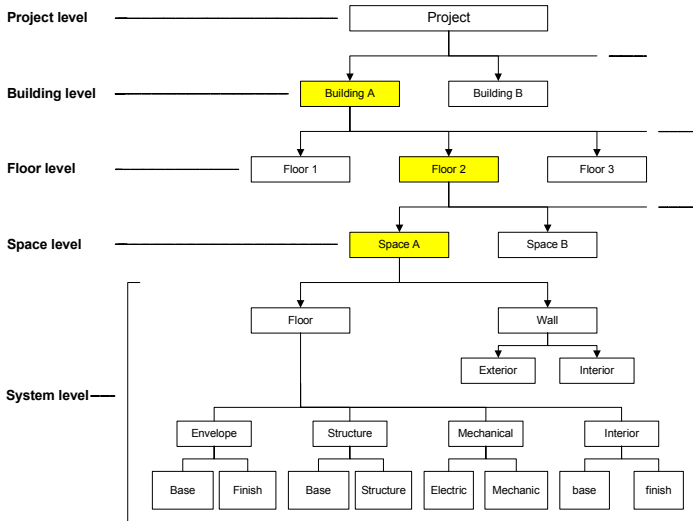 Project level
Project
Building level
Building A
Building B
Floor level
Floor 1
Floor 2
Floor 3
Space level
Space A
Space B
Floor
Wall
Exterior
Interior
System level
Envelope
Structure
Mechanical
Interior
Base
Finish
Base
Structure
Electric
Mechanic
base
finish